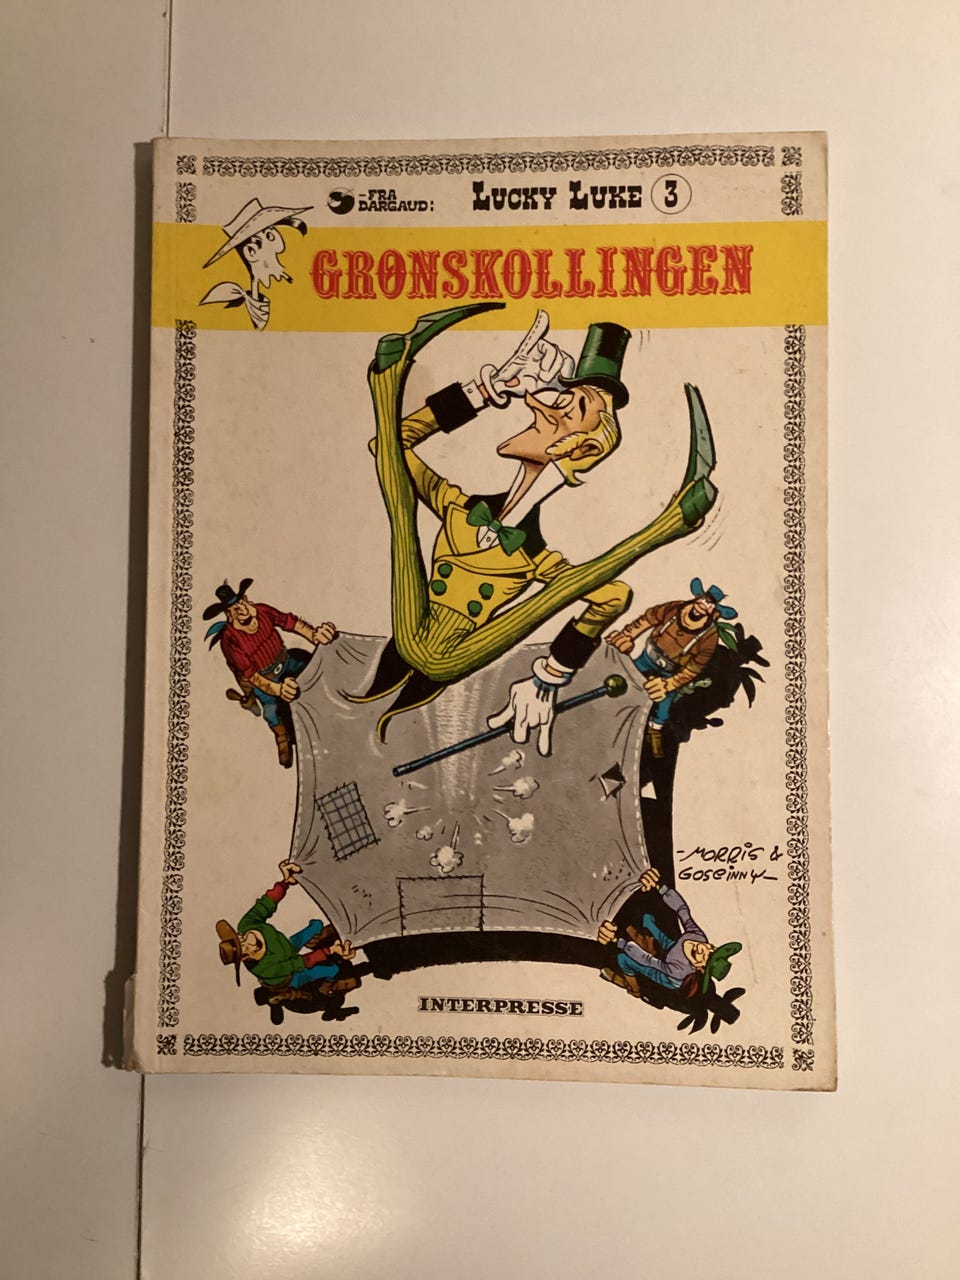 -FRA
DARGAUD:
LUCKY LUKE 3
GRØNSKOLLINGEN
-MORRIS &
GOSCINNY-
INTERPRESSE